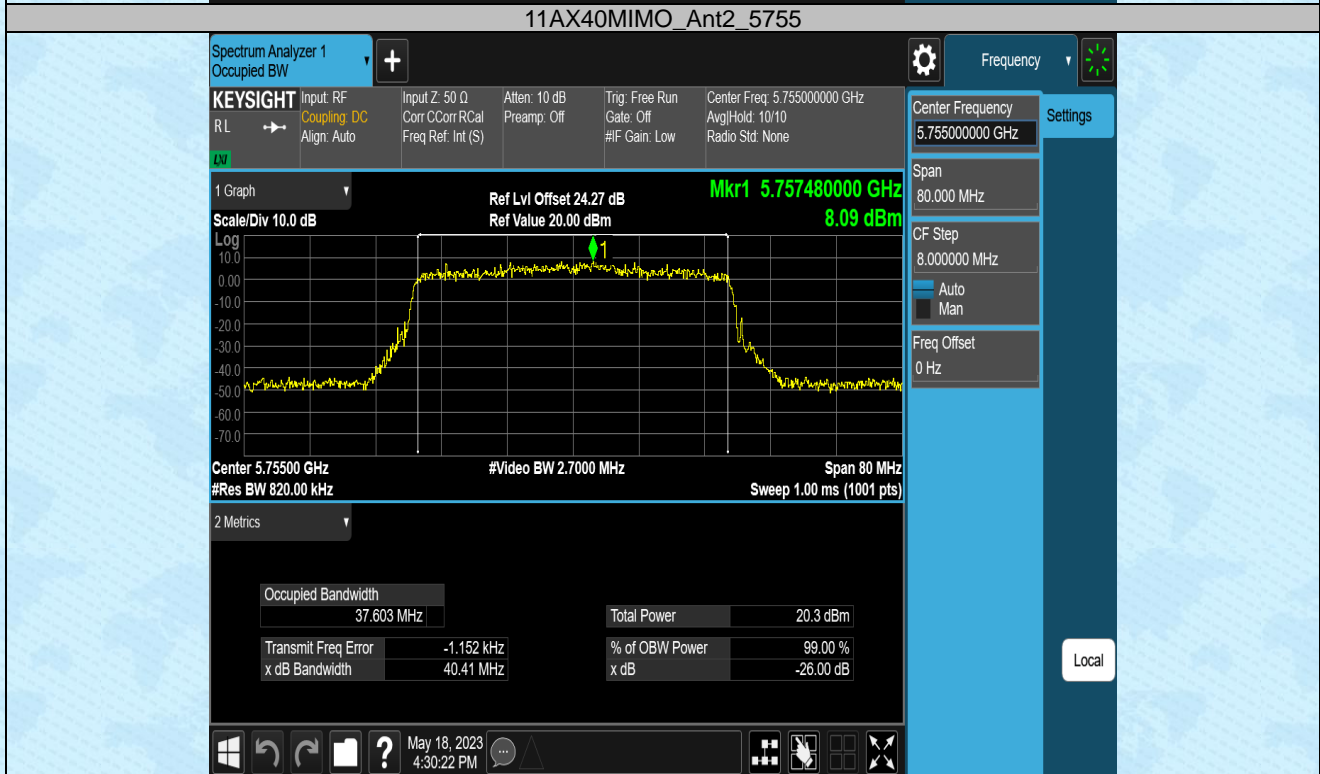 11AX40MIMO_Ant2_5755
Spectrum Analyzer 1
Occupied BW
Frequency
KEYSIGHT
RL
LXI
Input: RF
Coupling: DC
Align: Auto
Input Z: 50 Ω
Corr CCorr RCal
Freq Ref: Int (S)
Atten: 10 dB
Preamp: Off
Trig: Free Run
Gate: Off
#IF Gain: Low
Center Freq: 5.755000000 GHz
Avg|Hold: 10/10
Radio Std: None
Center Frequency
5.755000000 GHz
Settings
Span
80.000 MHz
CF Step
8.000000 MHz
Auto
Man
Freq Offset
0 Hz
1 Graph
Scale/Div 10.0 dB
Ref Lvl Offset 24.27 dB
Ref Value 20.00 dBm
Mkr1 5.757480000 GHz
8.09 dBm
Log
1
10.0
0.00
-10.0
-20.0
-30.0
-40.0
-50.0
-60.0
-70.0
Center 5.75500 GHz
#Video BW 2.7000 MHz
Span 80 MHz
#Res BW 820.00 kHz
Sweep 1.00 ms (1001 pts)
2 Metrics
Occupied Bandwidth
37.603 MHz
Total Power 20.3 dBm
Transmit Freq Error -1.152 kHz
% of OBW Power 99.00 %
x dB Bandwidth 40.41 MHz
x dB -26.00 dB
Local
?
May 18, 2023
4:30:22 PM